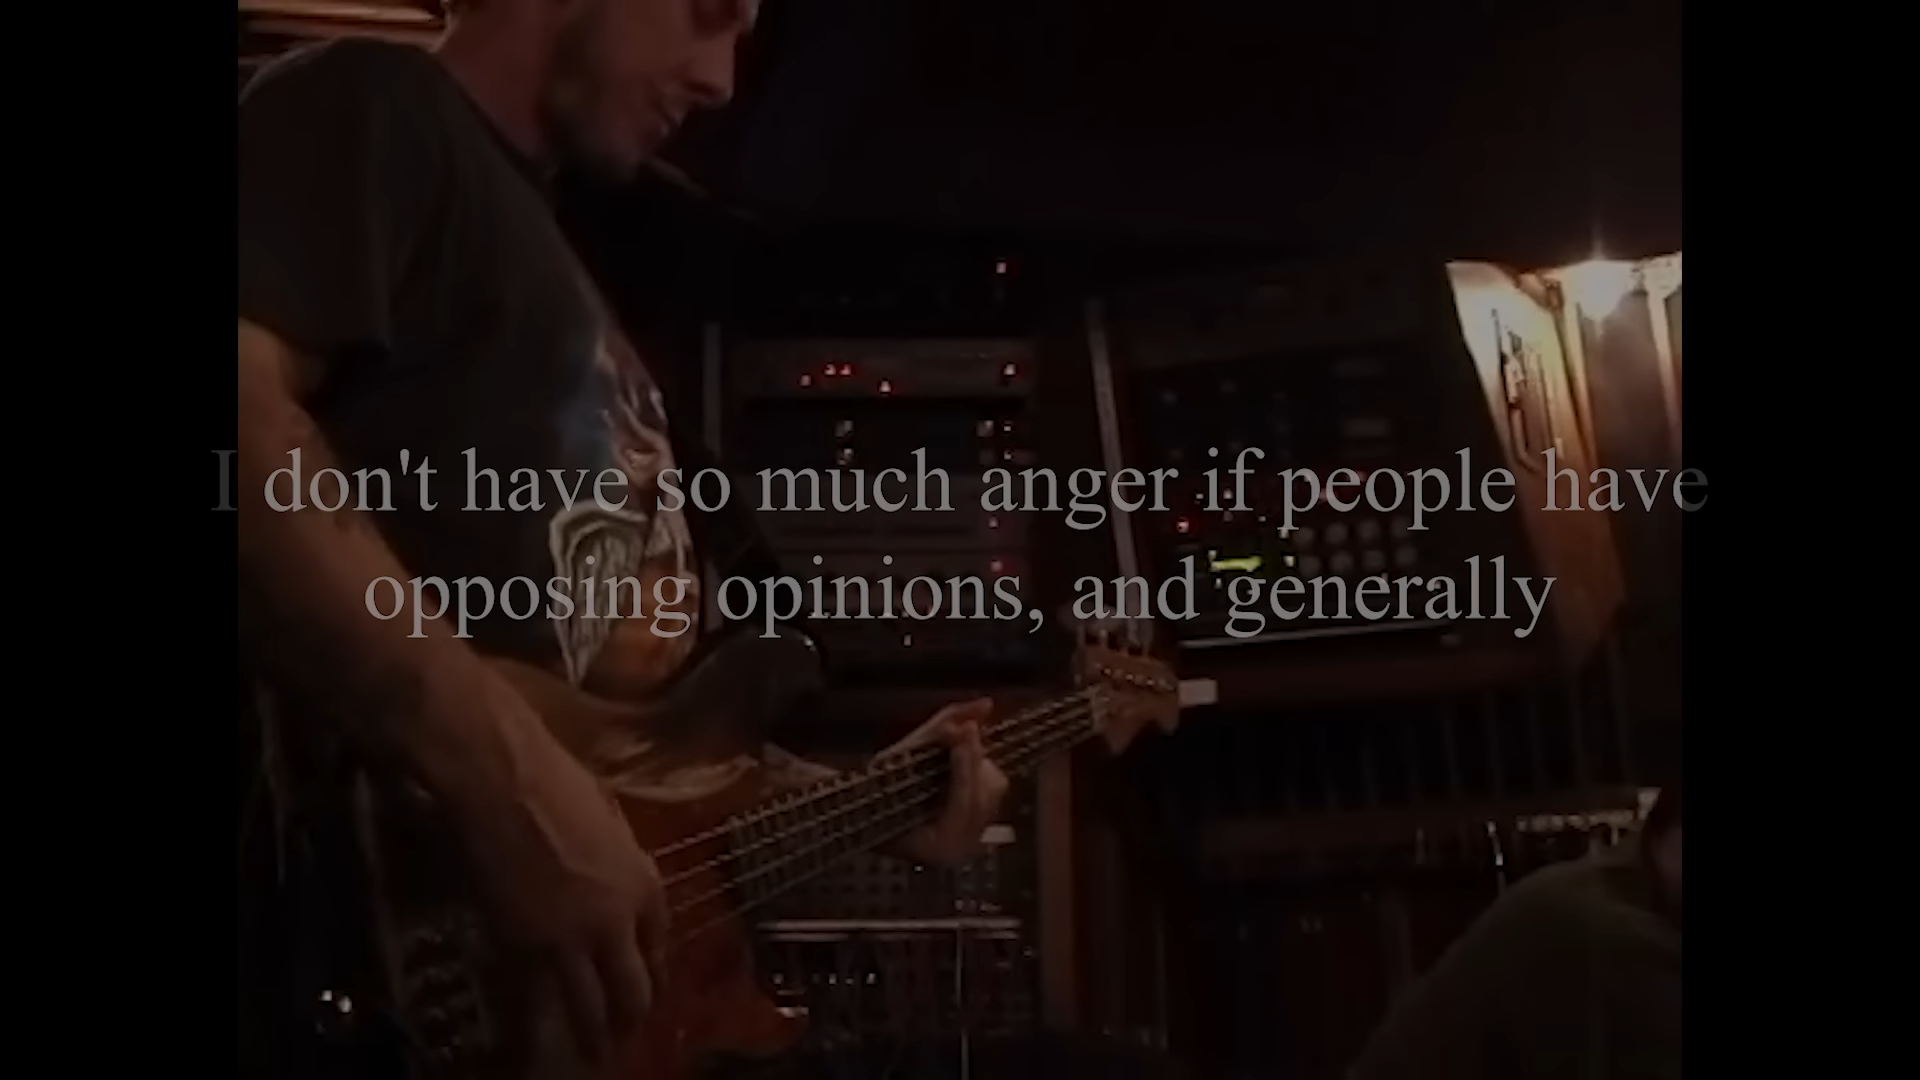 I don't have so much anger if people have
opposing opinions, and generally